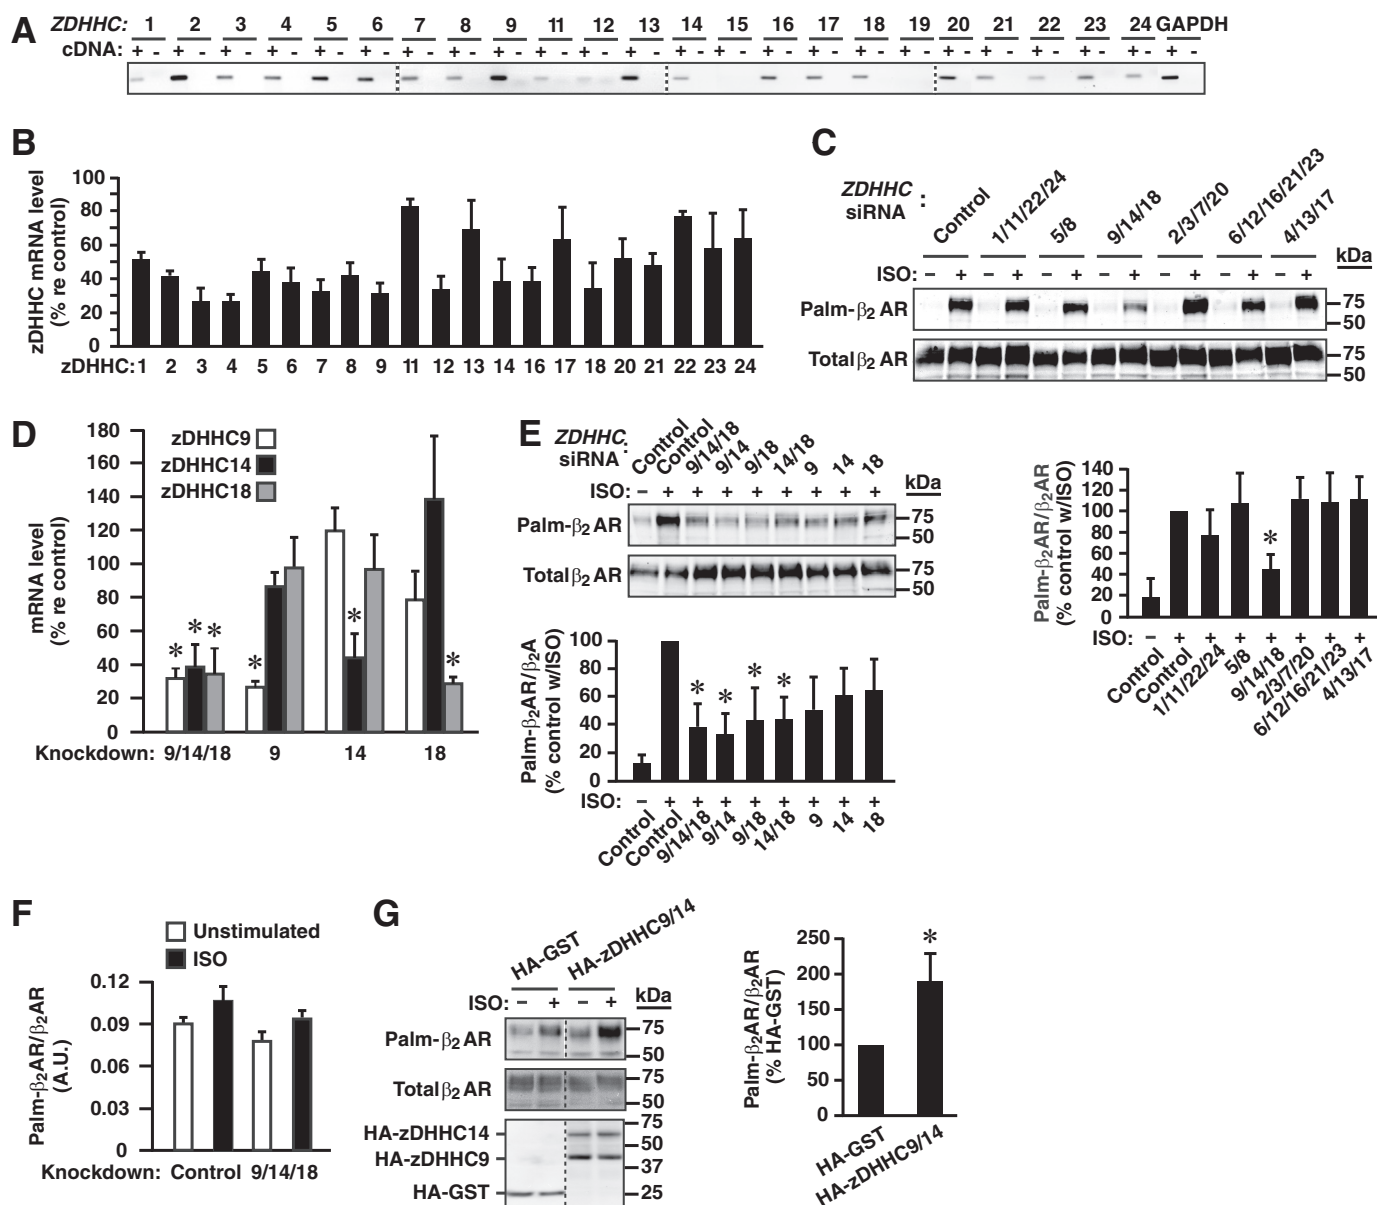 A
ZDHHC: 1 2 3 4 5 6 7 8 9 11 12 13 14 15 16 17 18 19 20 21 22 23 24 GAPDH
cDNA: + - + - + - + - + - + - + - + - + - + - + - + - + - + - + - + - + - + - + - + - + - + - + - + -
B
zDHHC mRNA level
(% re control)
100
80
60
40
20
0
zDHHC: 1 2 3 4 5 6 7 8 9 11 12 13 14 16 17 18 20 21 22 23 24
C
ZDHHC
siRNA :
Control 1/11/22/24 5/8 9/14/18 2/3/7/20 6/12/16/21/23 4/13/17
kDa
ISO: – + – + – + – + – + – + – +
Palm-β2 AR
75
50
Total β2 AR
75
50
Palm-β2AR/β2AR
(% control w/ISO)
140
120
100
80
60
40
20
0
*
ISO: – + + + + + + +
Control Control 1/11/22/24 5/8 9/14/18 2/3/7/20 6/12/16/21/23 4/13/17
D
zDHHC9
zDHHC14
zDHHC18
mRNA level
(% re control)
180
160
140
120
100
80
60
40
20
0
* * * * * *
Knockdown: 9/14/18 9 14 18
E
ZDHHC :
siRNA
Control Control 9/14/18 9/14 9/18 14/18 9 14 18
kDa
ISO: – + + + + + + + +
Palm-β2 AR
75
50
Total β2 AR
75
50
Palm-β2AR/β2A
(% control w/ISO)
100
80
60
40
20
0
* * * *
ISO: – + + + + + + + +
Control Control 9/14/18 9/14 9/18 14/18 9 14 18
F
Unstimulated
ISO
Palm-β2AR/β2AR
(A.U.)
0.12
0.09
0.06
0.03
0
Knockdown: Control 9/14/18
G
HA-GST HA-zDHHC9/14
kDa
ISO: – + – +
Palm-β2 AR
75
50
Total β2 AR
75
50
75
HA-zDHHC14
50
HA-zDHHC9
37
HA-GST
25
Palm-β2AR/β2AR
(% HA-GST)
250
200
150
100
50
0
*
HA-GST
HA-zDHHC9/14